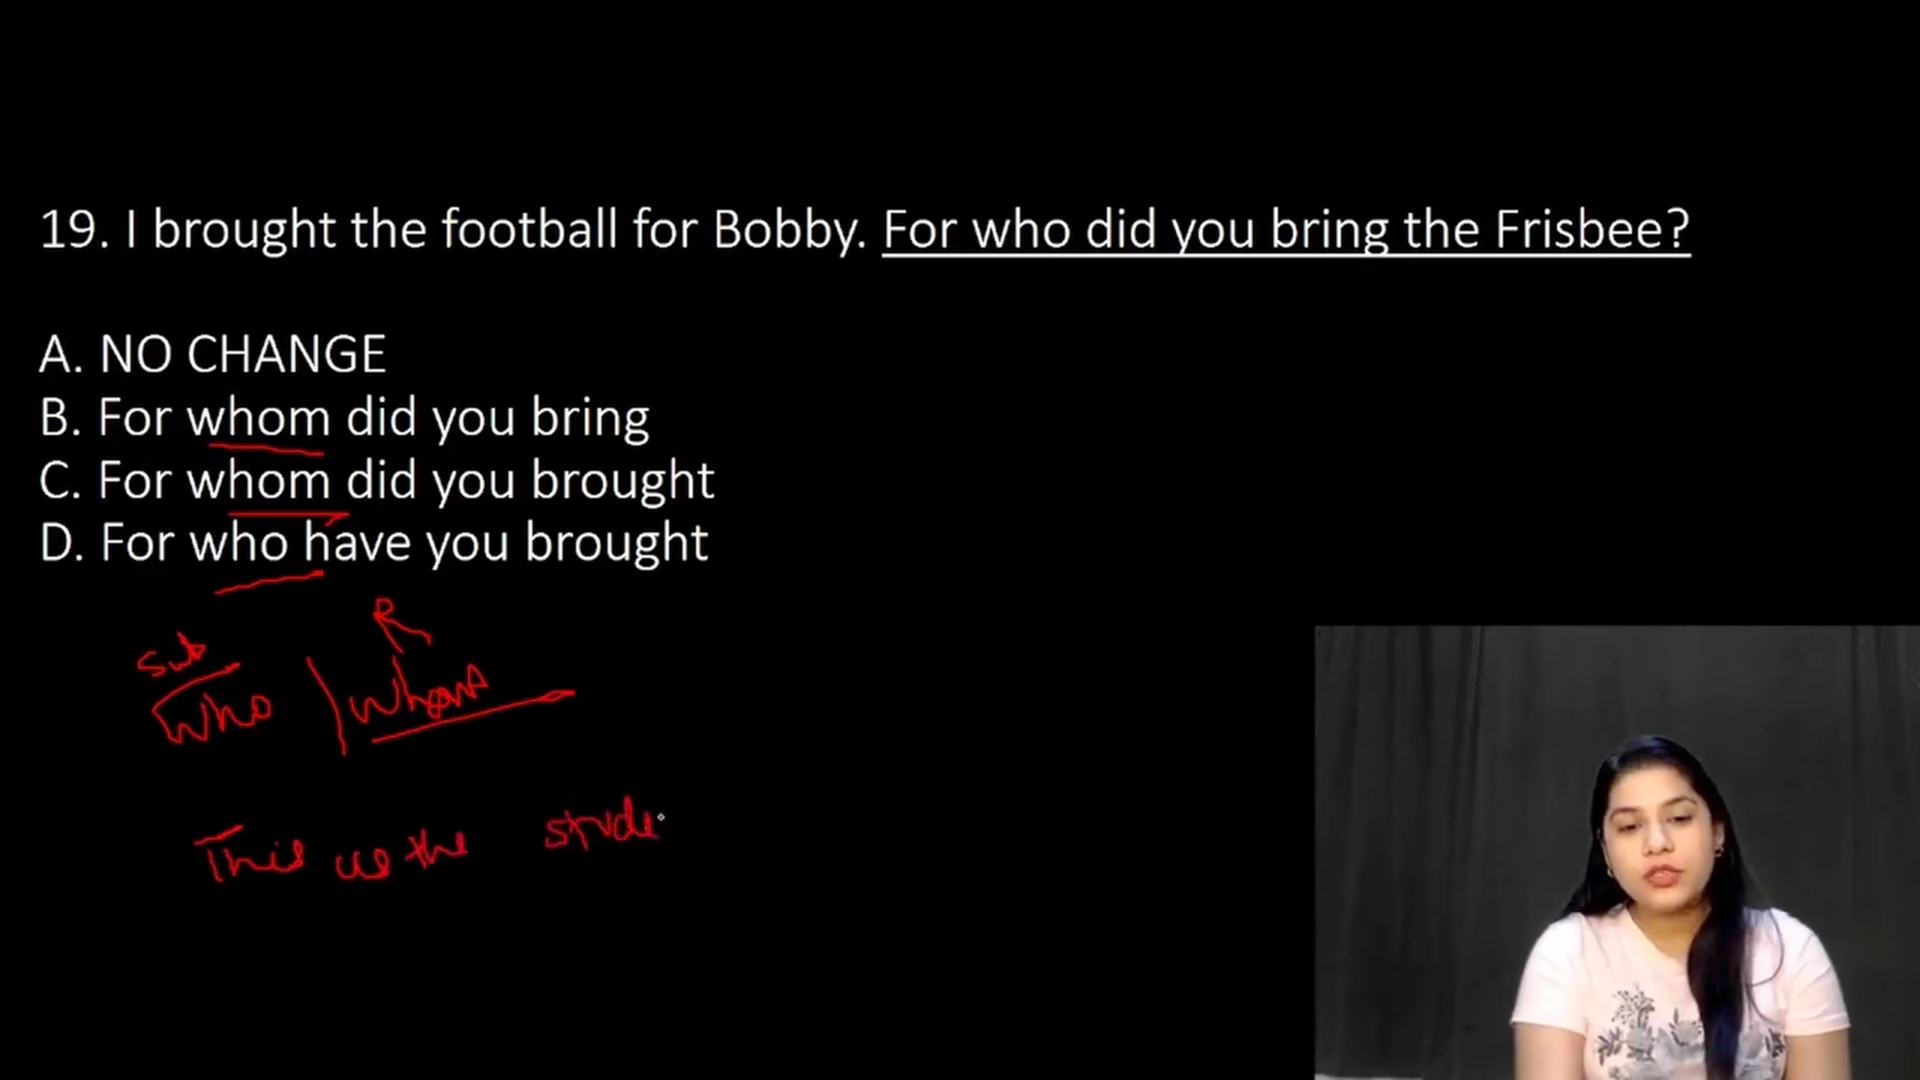 19. I brought the football for Bobby. For who did you bring the Frisbee?
A. NO CHANGE
B. For whom did you bring
C. For whom did you brought
D. For who have you brought
Sub R
Who | Whom
This is the stude